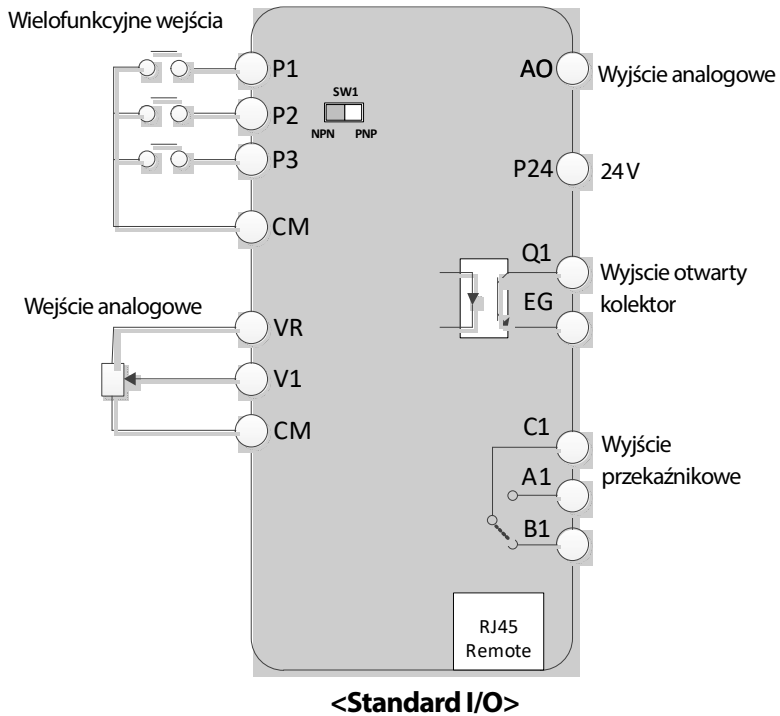 Wielofunkcyjne wejścia
P1
P2
P3
CM
SW1
NPN PNP
Wejście analogowe
VR
V1
CM
AO
Wyjście analogowe
P24
24 V
Q1
EG
Wyjscie otwarty
kolektor
C1
A1
B1
Wyjście
przekaźnikowe
RJ45
Remote
<Standard I/O>